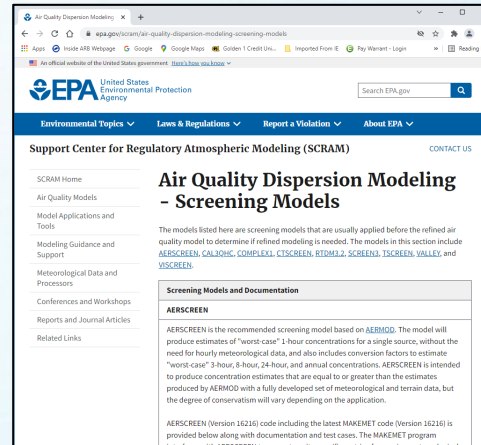 Air Quality Dispersion Modeling
epa.gov/scram/air-quality-dispersion-modeling-screening-models
Apps Inside ARB Webpage Google Google Maps Golden 1 Credit Uni... Imported From IE Pay Warrant - Login » Reading
An official website of the United States government Here's how you know
EPA United States
Environmental Protection
Agency
Search EPA.gov
Environmental Topics Laws & Regulations Report a Violation About EPA
Support Center for Regulatory Atmospheric Modeling (SCRAM) CONTACT US
SCRAM Home
Air Quality Models
Model Applications and
Tools
Modeling Guidance and
Support
Meteorological Data and
Processors
Conferences and Workshops
Reports and Journal Articles
Related Links
Air Quality Dispersion Modeling
- Screening Models
The models listed here are screening models that are usually applied before the refined air
quality model to determine if refined modeling is needed. The models in this section include
AERSCREEN, CAL3QHC, COMPLEX1, CTSCREEN, RTDM3.2, SCREEN3, TSCREEN, VALLEY, and
VISCREEN.
Screening Models and Documentation
AERSCREEN
AERSCREEN is the recommended screening model based on AERMOD. The model will
produce estimates of "worst-case" 1-hour concentrations for a single source, without the
need for hourly meteorological data, and also includes conversion factors to estimate
"worst-case" 3-hour, 8-hour, 24-hour, and annual concentrations. AERSCREEN is intended
to produce concentration estimates that are equal to or greater than the estimates
produced by AERMOD with a fully developed set of meteorological and terrain data, but
the degree of conservatism will vary depending on the application.
AERSCREEN (Version 16216) code including the latest MAKEMET code (Version 16216) is
provided below along with documentation and test cases. The MAKEMET program